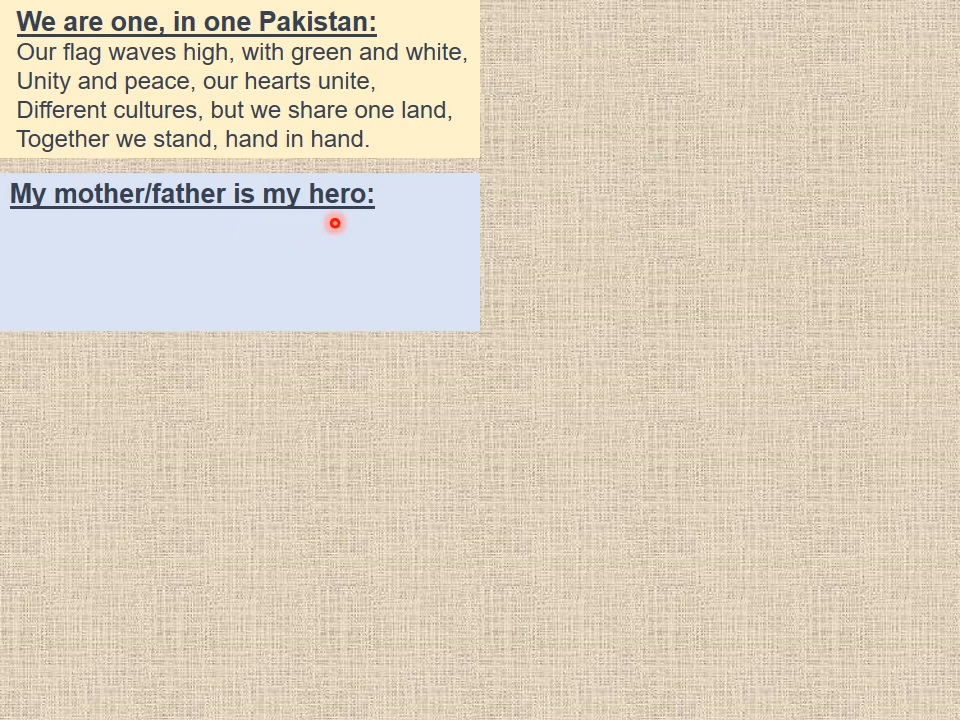 We are one, in one Pakistan:
Our flag waves high, with green and white,
Unity and peace, our hearts unite,
Different cultures, but we share one land,
Together we stand, hand in hand.
My mother/father is my hero: